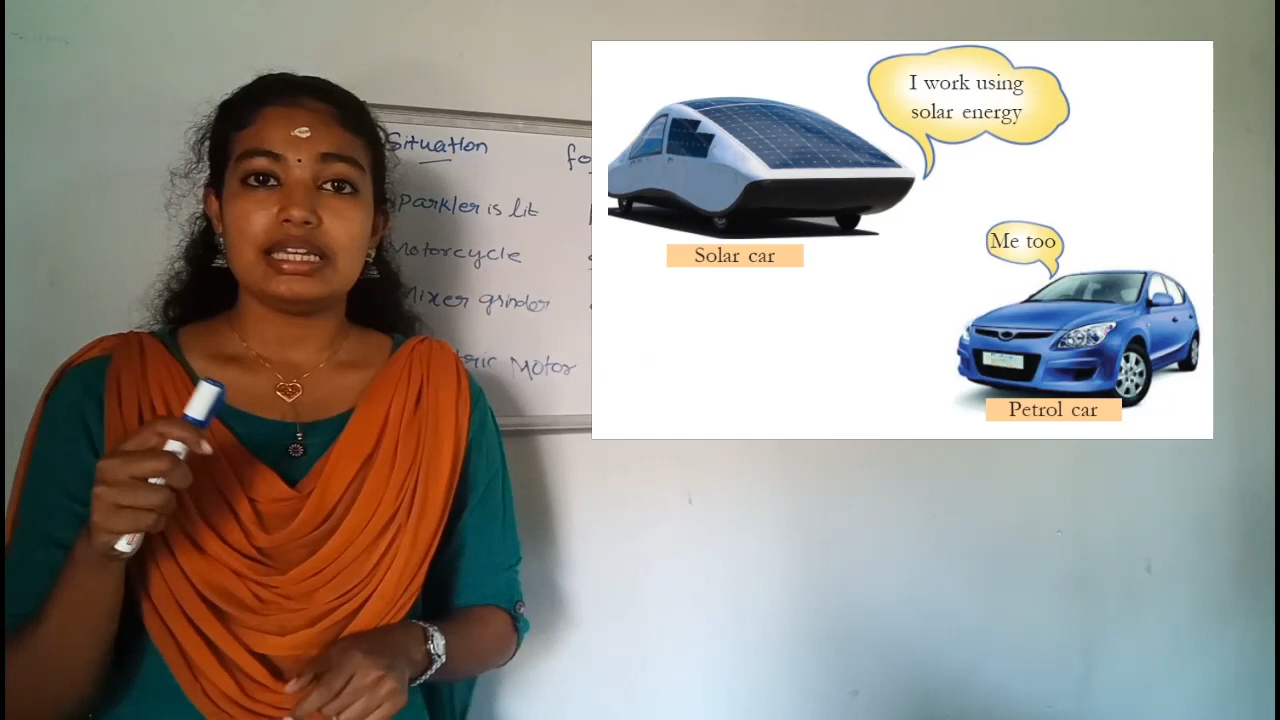 Situation
Sparkler is lit
Motorcycle
Mixer grinder
Motor
I work using
solar energy
Solar car
Me too
Petrol car